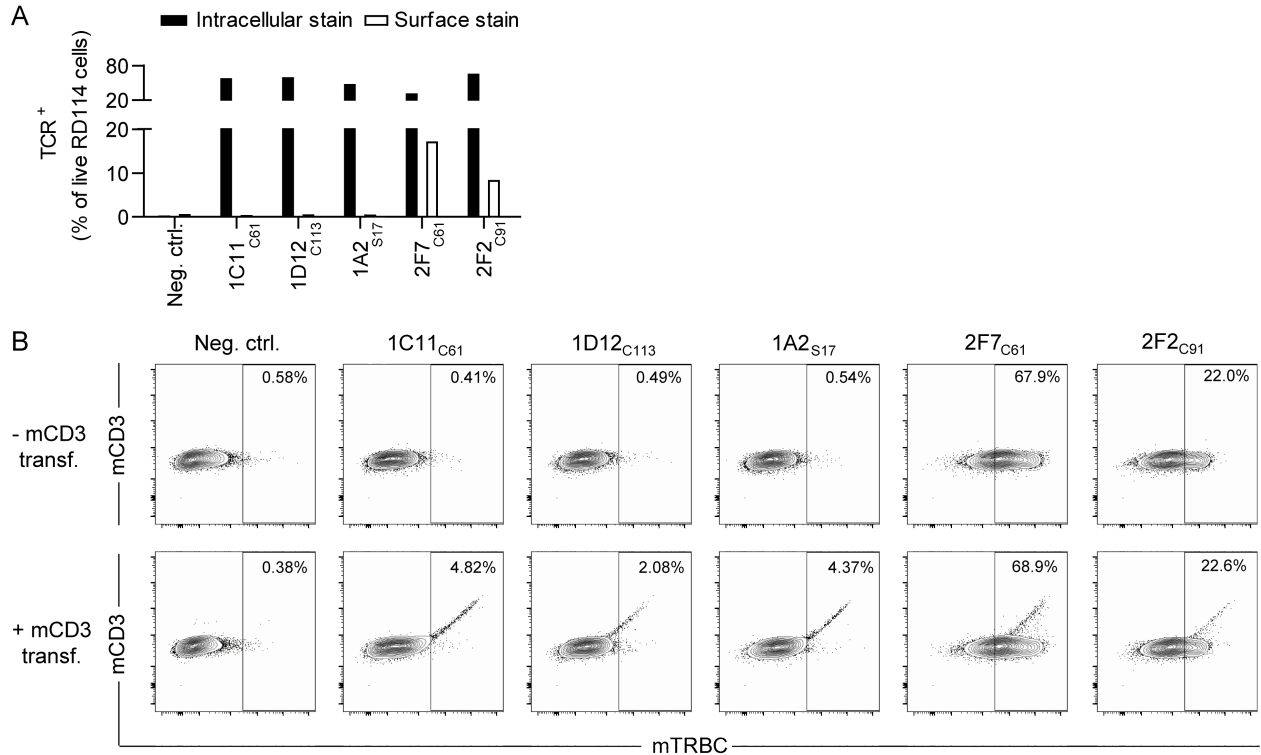 A
Intracellular stain
Surface stain
TCR+
(% of live RD114 cells)
80
20
20
10
0
Neg. ctrl.
1C11C61
1D12C113
1A2S17
2F7C61
2F2C91
B
Neg. ctrl.
1C11C61
1D12C113
1A2S17
2F7C61
2F2C91
- mCD3
transf.
mCD3
0.58%
0.41%
0.49%
0.54%
67.9%
22.0%
+ mCD3
transf.
mCD3
0.38%
4.82%
2.08%
4.37%
68.9%
22.6%
mTRBC